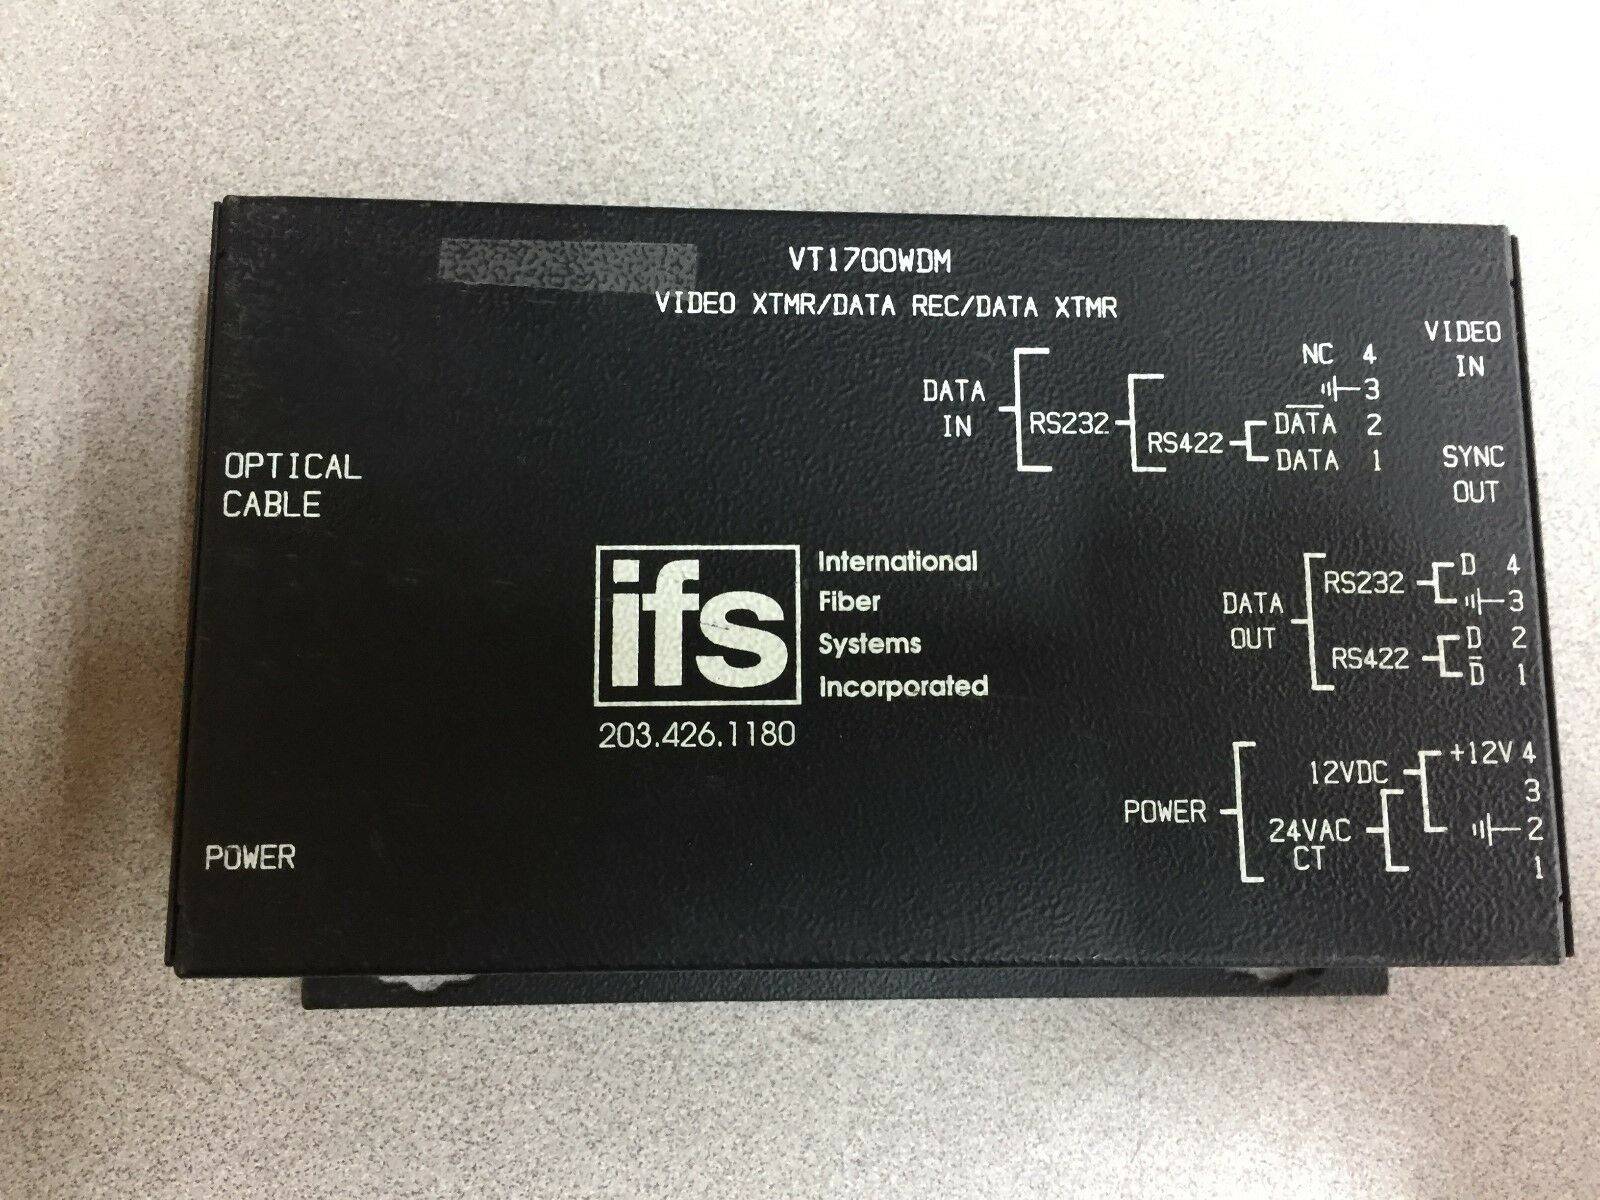 VT1700WDM
VIDEO XTMR/DATA REC/DATA XTMR
VIDEO
IN
NC 4
3
DATA
IN
RS232
RS422
DATA 2
DATA 1
SYNC
OUT
OPTICAL
CABLE
ifs
International
Fiber
Systems
Incorporated
203.426.1180
DATA
OUT
RS232
D 4
3
RS422
D 2
D̅ 1
POWER
12VDC
+12V 4
3
24VAC
CT
2
1
POWER